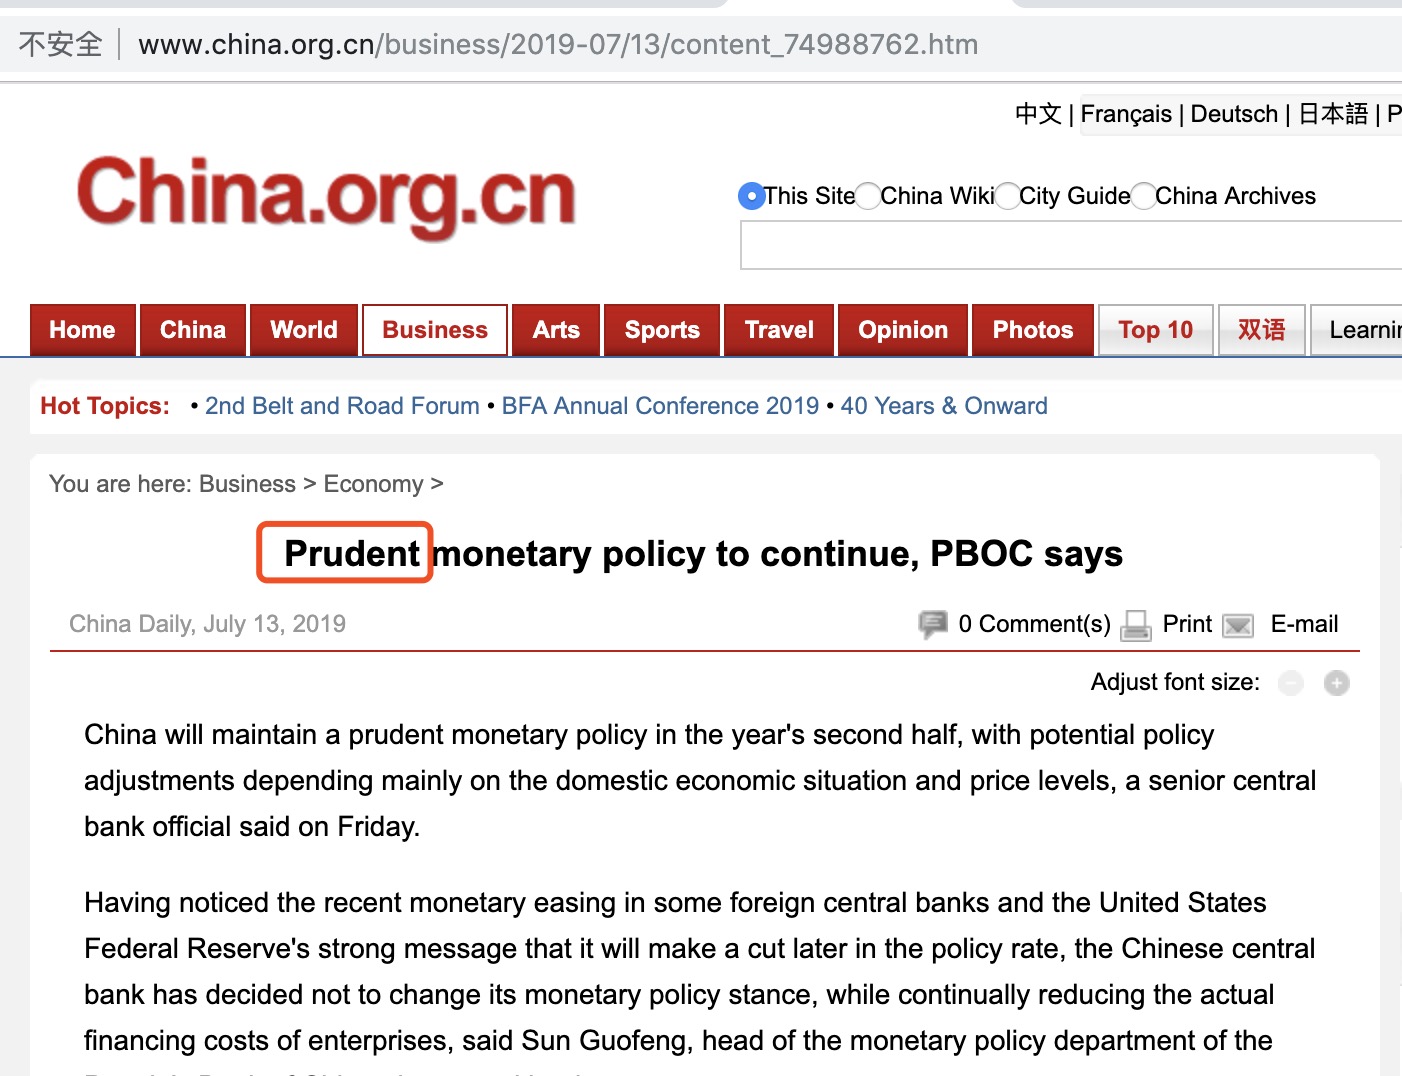 不安全 | www.china.org.cn/business/2019-07/13/content_74988762.htm
中文 | Français | Deutsch | 日本語 |
China.org.cn
This Site China Wiki City Guide China Archives
Home China World Business Arts Sports Travel Opinion Photos Top 10 双语
Hot Topics: • 2nd Belt and Road Forum • BFA Annual Conference 2019 • 40 Years & Onward
You are here: Business > Economy >
Prudent monetary policy to continue, PBOC says
China Daily, July 13, 2019 0 Comment(s) Print E-mail
Adjust font size:
China will maintain a prudent monetary policy in the year's second half, with potential policy
adjustments depending mainly on the domestic economic situation and price levels, a senior central
bank official said on Friday.
Having noticed the recent monetary easing in some foreign central banks and the United States
Federal Reserve's strong message that it will make a cut later in the policy rate, the Chinese central
bank has decided not to change its monetary policy stance, while continually reducing the actual
financing costs of enterprises, said Sun Guofeng, head of the monetary policy department of the